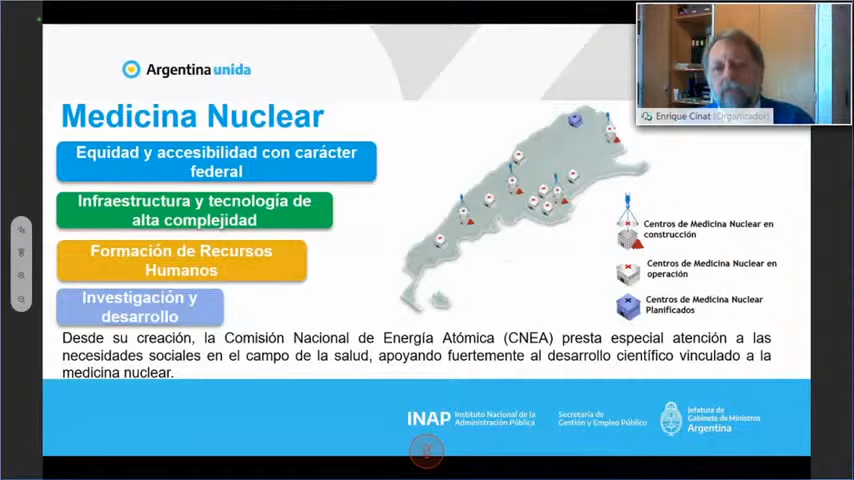 Argentina unida
Enrique Cinat (Organizador)
Medicina Nuclear
Equidad y accesibilidad con carácter
federal
Infraestructura y tecnología de
alta complejidad
Formación de Recursos
Humanos
Investigación y
desarrollo
Centros de Medicina Nuclear en
construcción
Centros de Medicina Nuclear en
operación
Centros de Medicina Nuclear
Planificados
Desde su creación, la Comisión Nacional de Energía Atómica (CNEA) presta especial atención a las
necesidades sociales en el campo de la salud, apoyando fuertemente al desarrollo científico vinculado a la
medicina nuclear.
INAP
Instituto Nacional de la
Administración Pública
Secretaría de
Gestión y Empleo Público
Jefatura de
Gabinete de Ministros
Argentina